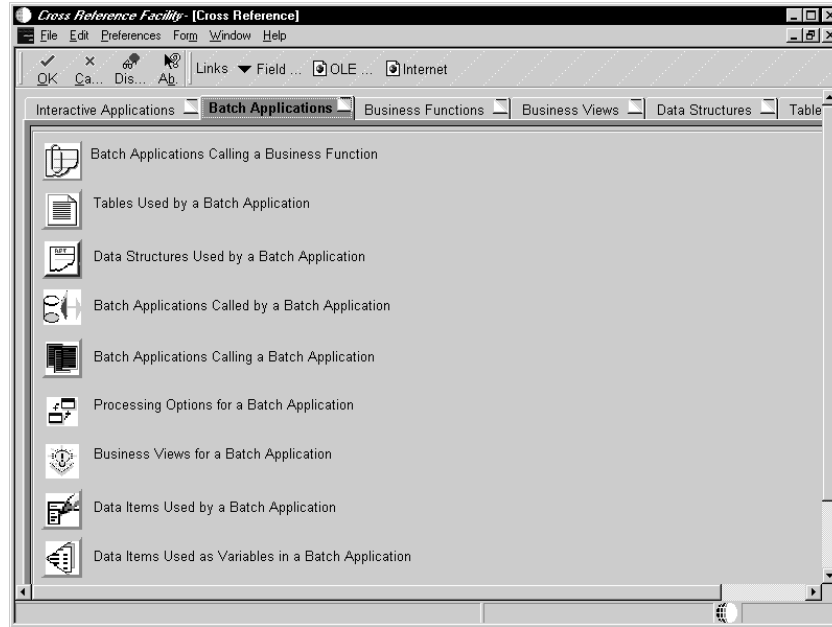 Cross Reference Facility - [Cross Reference]
File Edit Preferences Form Window Help
OK Ca... Dis... Ab. Links Field ... OLE ... Internet
Interactive Applications Batch Applications Business Functions Business Views Data Structures Table
Batch Applications Calling a Business Function
Tables Used by a Batch Application
Data Structures Used by a Batch Application
Batch Applications Called by a Batch Application
Batch Applications Calling a Batch Application
Processing Options for a Batch Application
Business Views for a Batch Application
Data Items Used by a Batch Application
Data Items Used as Variables in a Batch Application